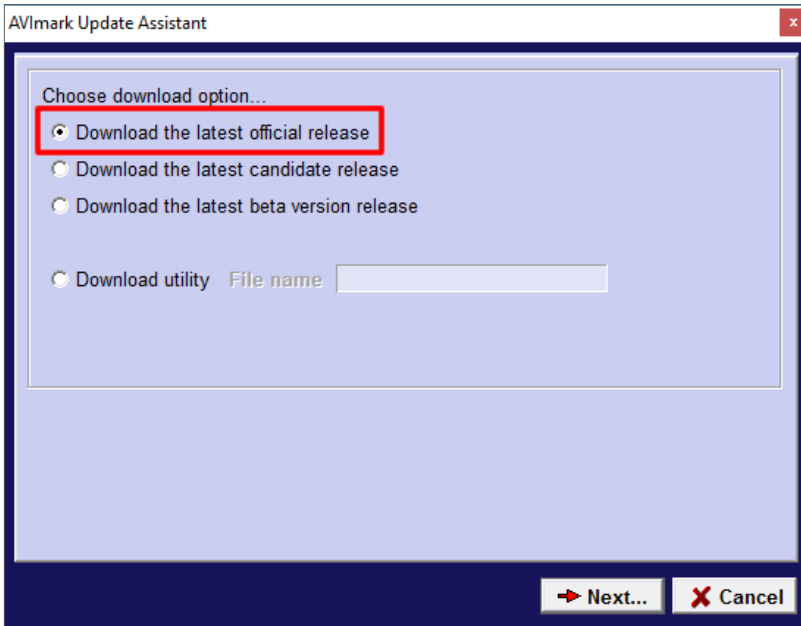 AVImark Update Assistant
x
Choose download option...
Download the latest official release
Download the latest candidate release
Download the latest beta version release
Download utility File name
Next... Cancel